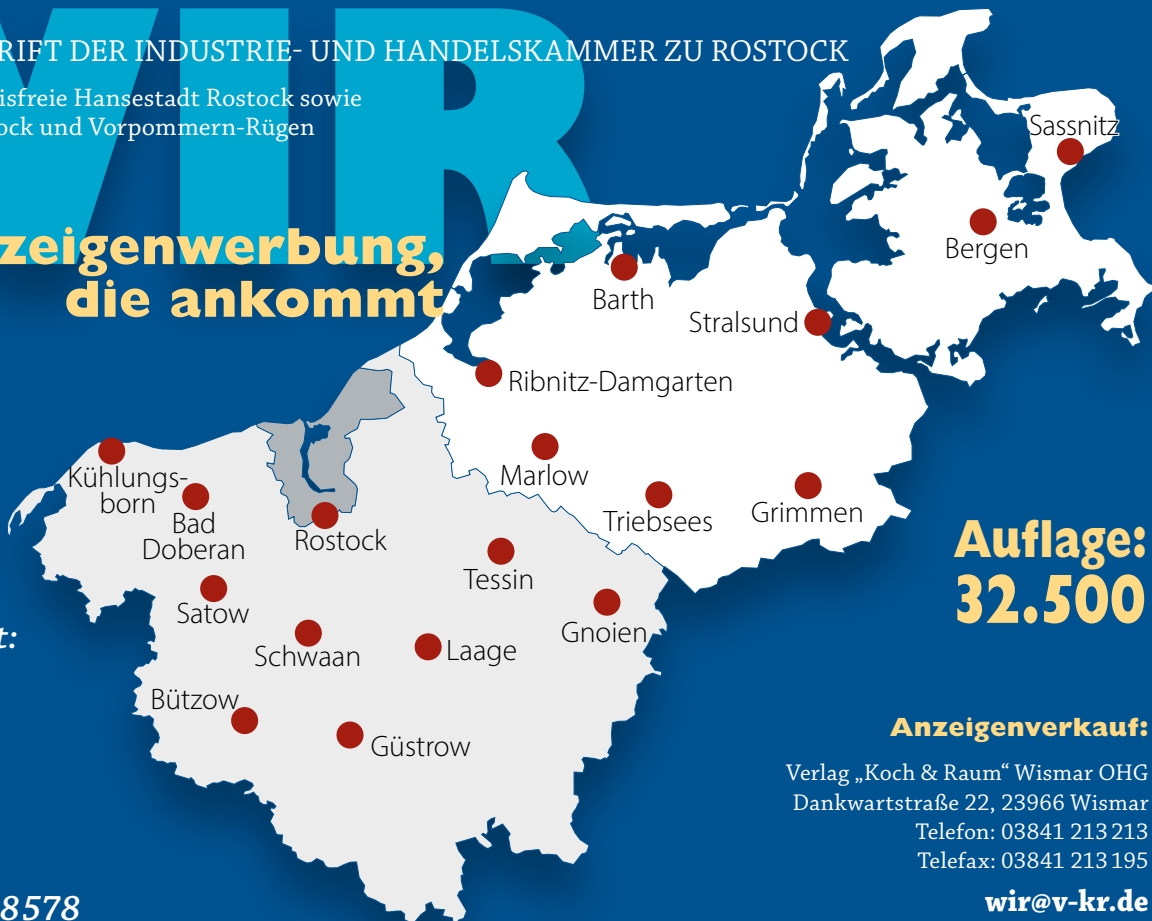 WIR
RIFT DER INDUSTRIE- UND HANDELSKAMMER ZU ROSTOCK
isfreie Hansestadt Rostock sowie
ock und Vorpommern-Rügen
zeigenwerbung,
die ankommt
Sassnitz
Bergen
Barth
Stralsund
Ribnitz-Damgarten
Marlow
Triebsees
Grimmen
Kühlungs-
born
Bad
Doberan
Rostock
Tessin
Satow
Gnoien
Schwaan
Laage
Bützow
Güstrow
t:
8578
Auflage:
32.500
Anzeigenverkauf:
Verlag „Koch & Raum“ Wismar OHG
Dankwartstraße 22, 23966 Wismar
Telefon: 03841 213 213
Telefax: 03841 213 195
wir@v-kr.de